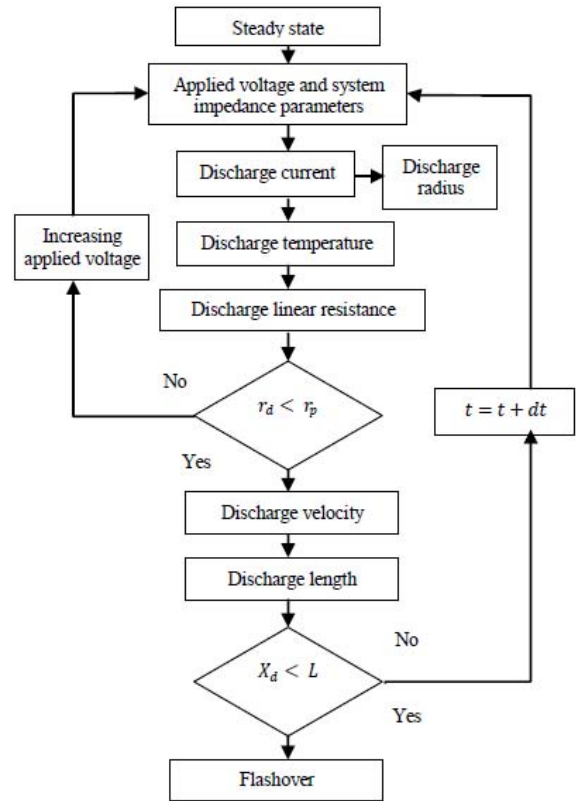 Steady state
Applied voltage and system
impedance parameters
Discharge current
Discharge
radius
Increasing
applied voltage
Discharge temperature
Discharge linear resistance
No
r_d < r_p
t = t + dt
Yes
Discharge velocity
Discharge length
No
X_d < L
Yes
Flashover